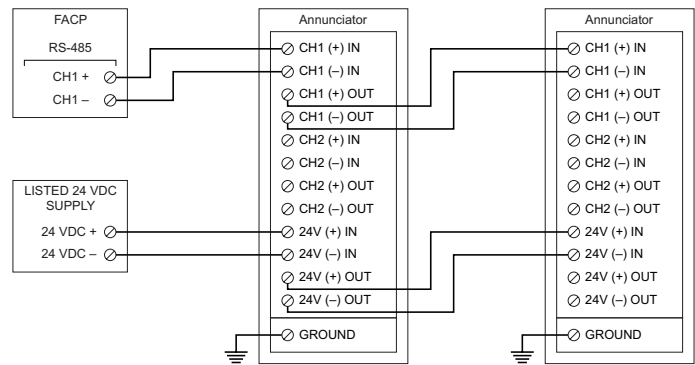 FACP
RS-485
CH1 +
CH1 –
LISTED 24 VDC
SUPPLY
24 VDC +
24 VDC –
Annunciator
CH1 (+) IN
CH1 (–) IN
CH1 (+) OUT
CH1 (–) OUT
CH2 (+) IN
CH2 (–) IN
CH2 (+) OUT
CH2 (–) OUT
24V (+) IN
24V (–) IN
24V (+) OUT
24V (–) OUT
GROUND
Annunciator
CH1 (+) IN
CH1 (–) IN
CH1 (+) OUT
CH1 (–) OUT
CH2 (+) IN
CH2 (–) IN
CH2 (+) OUT
CH2 (–) OUT
24V (+) IN
24V (–) IN
24V (+) OUT
24V (–) OUT
GROUND